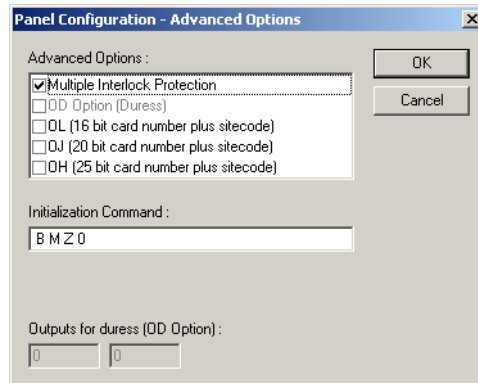 Panel Configuration - Advanced Options
Advanced Options :
OK
Multiple Interlock Protection
OD Option (Duress)
Cancel
OL (16 bit card number plus sitecode)
OJ (20 bit card number plus sitecode)
OH (25 bit card number plus sitecode)
Initialization Command :
B M Z 0
Outputs for duress (OD Option) :
0 0